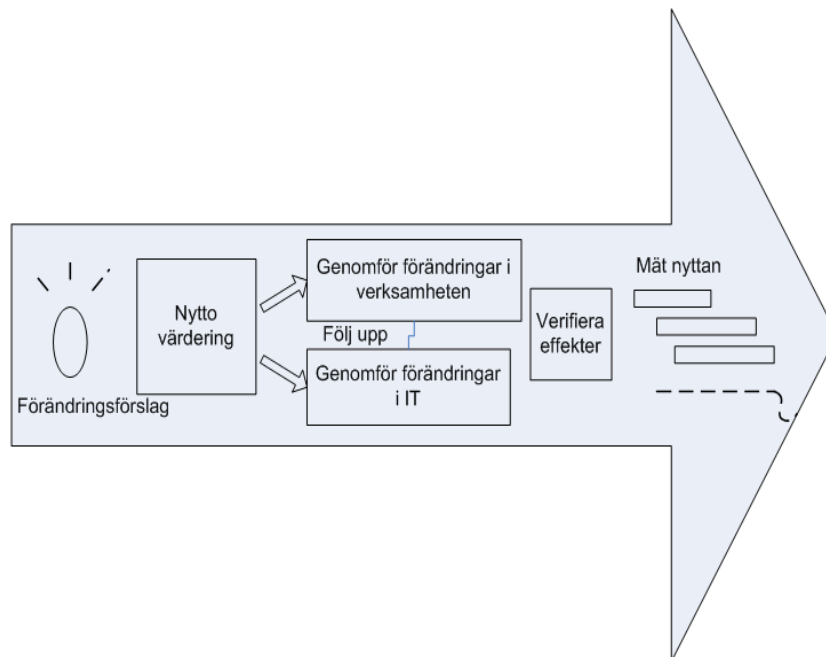 Förändringsförslag
Nytto
värdering
Genomför förändringar i
verksamheten
Följ upp
Genomför förändringar
i IT
Verifiera
effekter
Mät nyttan